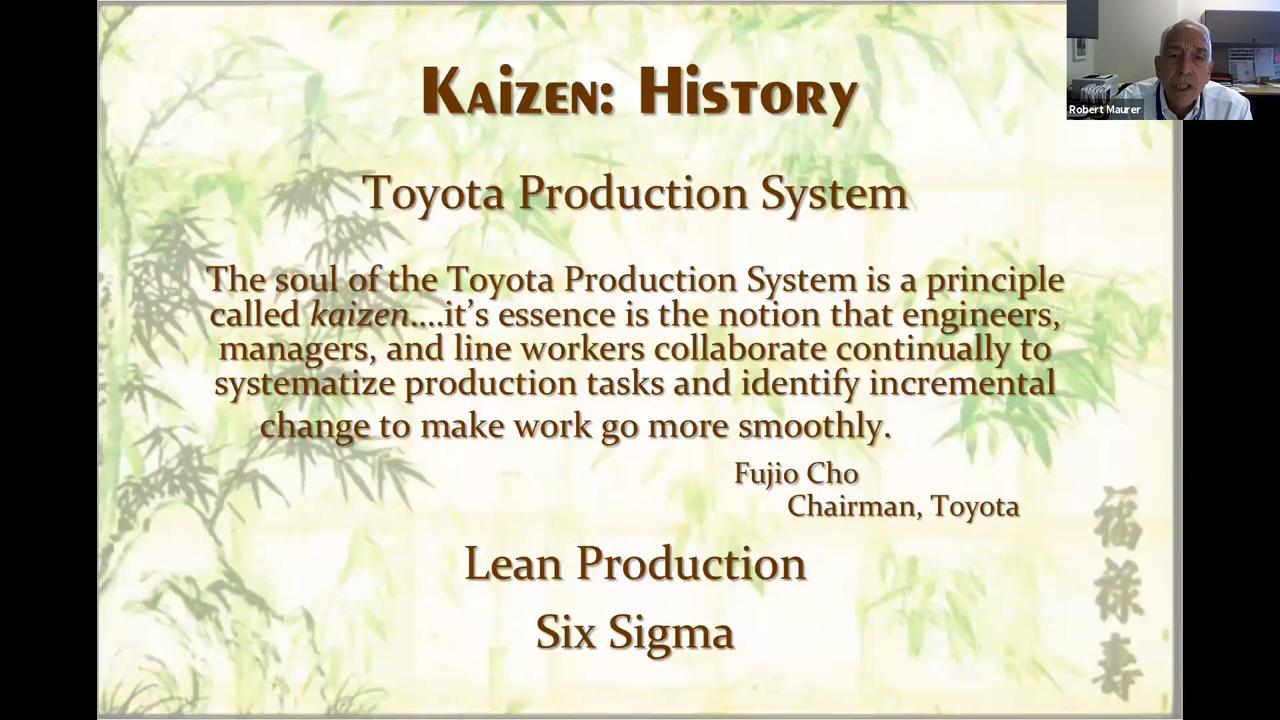 Kaizen: History
Robert Maurer
Toyota Production System
The soul of the Toyota Production System is a principle
called kaizen....it's essence is the notion that engineers,
managers, and line workers collaborate continually to
systematize production tasks and identify incremental
change to make work go more smoothly.
Fujio Cho
Chairman, Toyota
Lean Production
Six Sigma
福
祿
壽